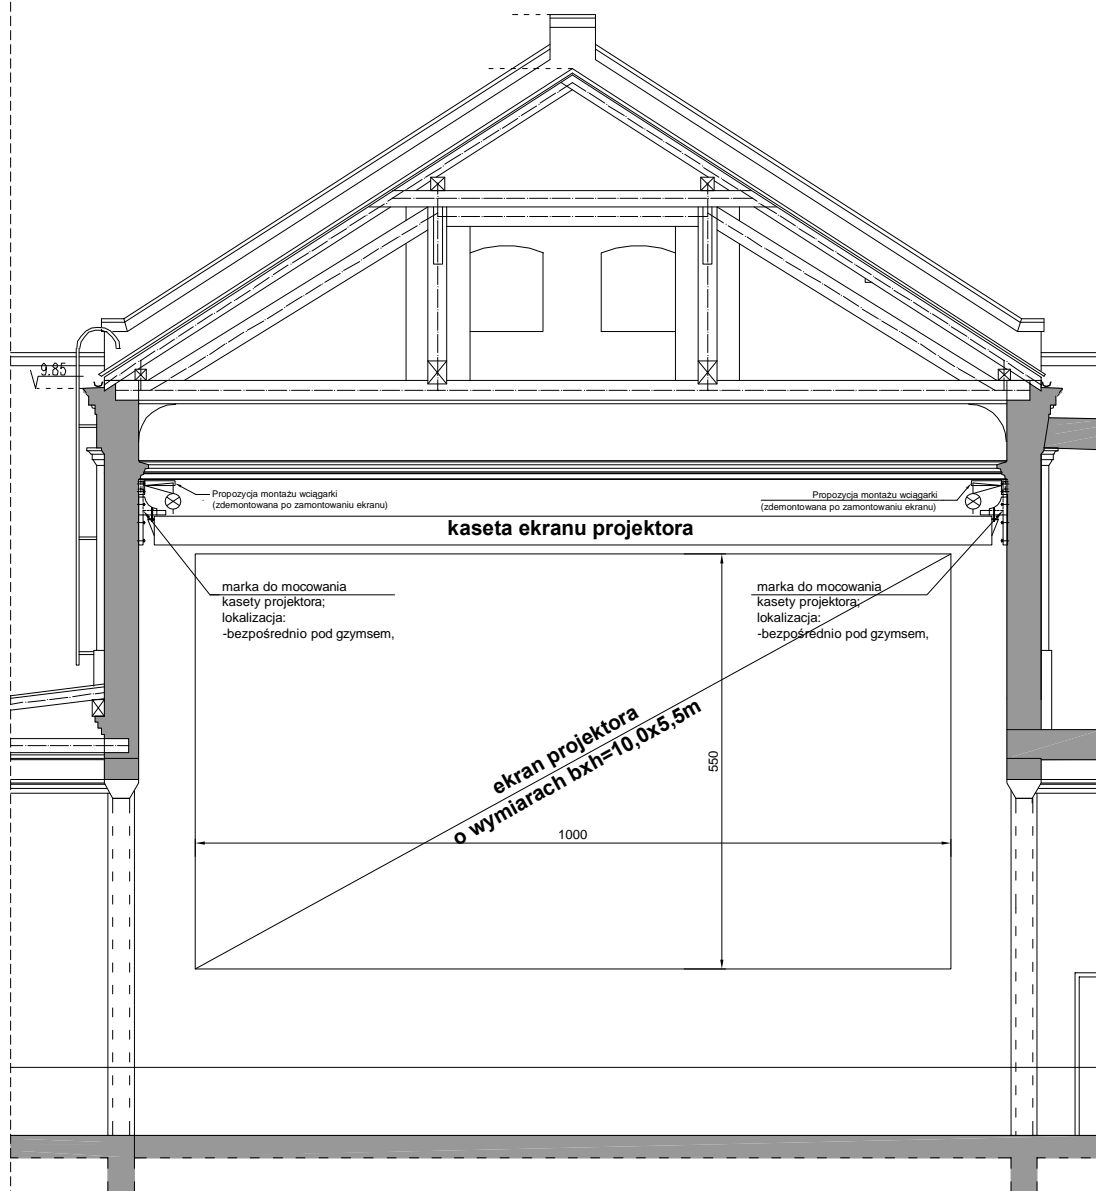 9.85
Propozycja montażu wciągarki
(zdemontowana po zamontowaniu ekranu)
Propozycja montażu wciągarki
(zdemontowana po zamontowaniu ekranu)
kaseta ekranu projektora
marka do mocowania
kasety projektora;
lokalizacja:
-bezpośrednio pod gzymsem,
marka do mocowania
kasety projektora;
lokalizacja:
-bezpośrednio pod gzymsem,
ekran projektora
o wymiarach bxh=10,0x5,5m
550
1000